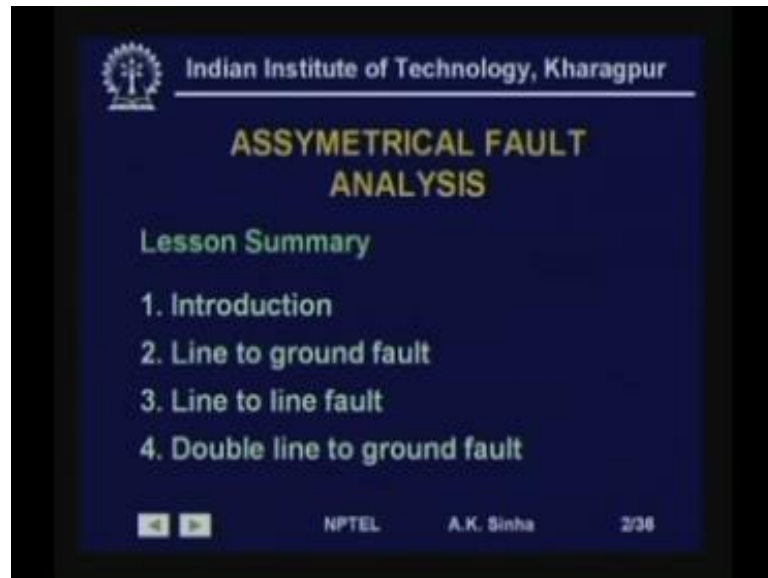 Indian Institute of Technology, Kharagpur
ASSYMETRICAL FAULT
ANALYSIS
Lesson Summary
1. Introduction
2. Line to ground fault
3. Line to line fault
4. Double line to ground fault
NPTEL A.K. Sinha 2/36